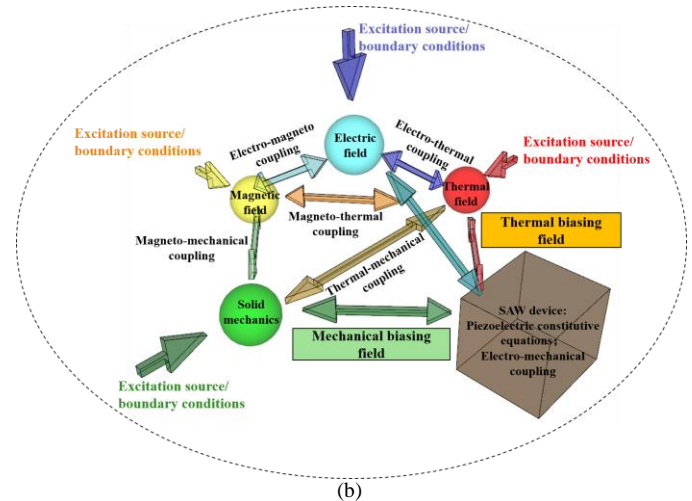 Excitation source/
boundary conditions
Excitation source/
boundary conditions
Electro-magneto
coupling
Electric
field
Electro-thermal
coupling
Excitation source/
boundary conditions
Magnetic
field
Thermal
field
Magneto-thermal
coupling
Magneto-mechanical
coupling
Thermal-mechanical
coupling
Thermal biasing
field
Solid
mechanics
SAW device:
Piezoelectric constitutive
equations;
Electro-mechanical
coupling
Mechanical biasing
field
Excitation source/
boundary conditions
(b)